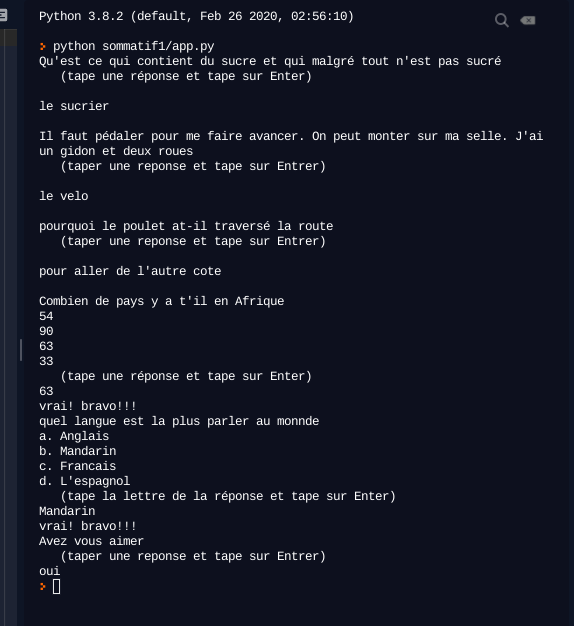 Python 3.8.2 (default, Feb 26 2020, 02:56:10)
python sommatif1/app.py
Qu'est ce qui contient du sucre et qui malgré tout n'est pas sucré
(tape une réponse et tape sur Enter)
le sucrier
Il faut pédaler pour me faire avancer. On peut monter sur ma selle. J'ai
un gidon et deux roues
(taper une reponse et tape sur Entrer)
le velo
pourquoi le poulet at-il traversé la route
(taper une reponse et tape sur Enter)
pour aller de l'autre cote
Combien de pays y a t'il en Afrique
54
90
63
33
(tape une réponse et tape sur Enter)
63
vrai! bravo!!!
quel langue est la plus parler au monnde
a. Anglais
b. Mandarin
c. Francais
d. L'espagnol
(tape la lettre de la réponse et tape sur Enter)
Mandarin
vrai! bravo!!!
Avez vous aimer
(taper une reponse et tape sur Entrer)
oui